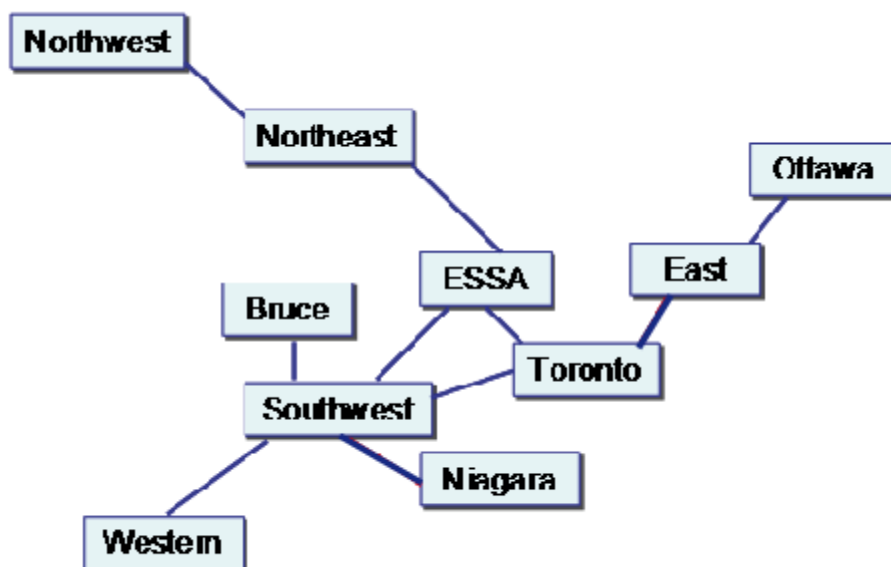 Northwest
Northeast
Ottawa
East
ESSA
Bruce
Toronto
Southwest
Niagara
Western